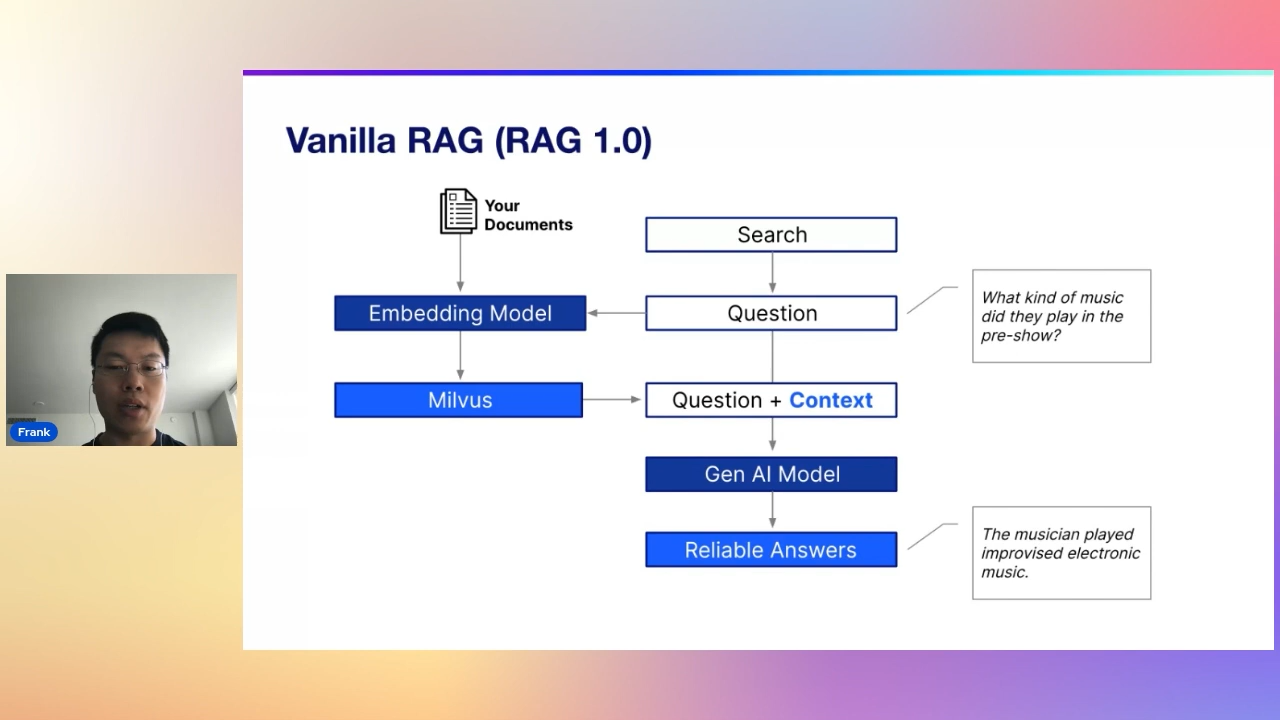 Vanilla RAG (RAG 1.0)
Your
Documents
Search
Embedding Model
Question
What kind of music
did they play in the
pre-show?
Milvus
Question + Context
Gen AI Model
Reliable Answers
The musician played
improvised electronic
music.
Frank